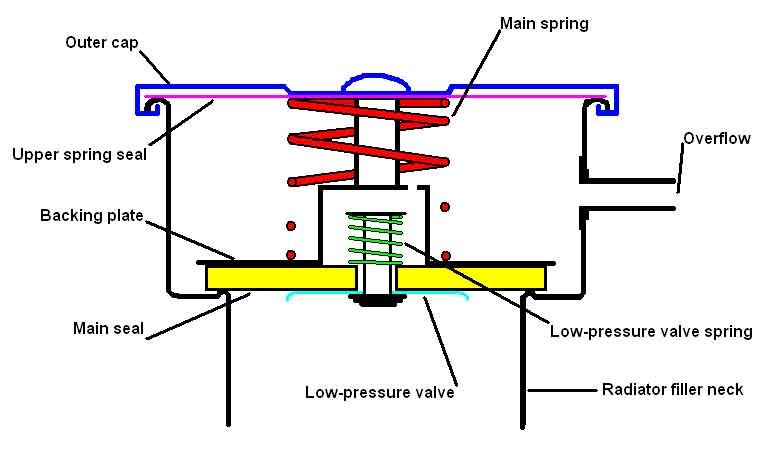 Main spring
Outer cap
Overflow
Upper spring seal
Backing plate
Main seal
Low-pressure valve spring
Low-pressure valve
Radiator filler neck